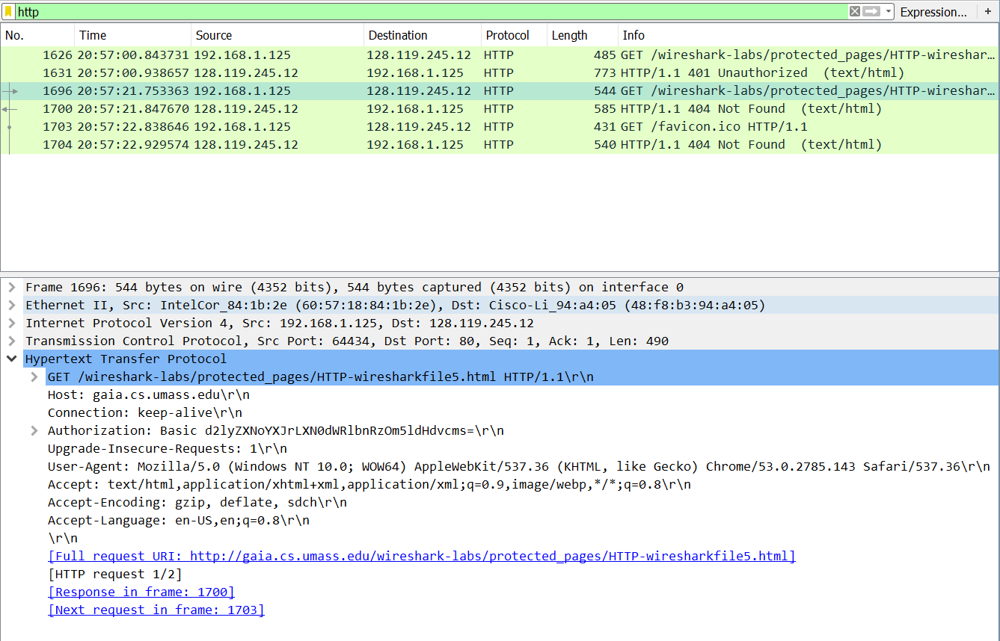 http Expression... +
No. Time Source Destination Protocol Length Info
1626 20:57:00.843731 192.168.1.125 128.119.245.12 HTTP 485 GET /wireshark-labs/protected_pages/HTTP-wireshar…
1631 20:57:00.938657 128.119.245.12 192.168.1.125 HTTP 773 HTTP/1.1 401 Unauthorized  (text/html)
1696 20:57:21.753363 192.168.1.125 128.119.245.12 HTTP 544 GET /wireshark-labs/protected_pages/HTTP-wireshar…
1700 20:57:21.847670 128.119.245.12 192.168.1.125 HTTP 585 HTTP/1.1 404 Not Found  (text/html)
1703 20:57:22.838646 192.168.1.125 128.119.245.12 HTTP 431 GET /favicon.ico HTTP/1.1
1704 20:57:22.929574 128.119.245.12 192.168.1.125 HTTP 540 HTTP/1.1 404 Not Found  (text/html)
Frame 1696: 544 bytes on wire (4352 bits), 544 bytes captured (4352 bits) on interface 0
Ethernet II, Src: IntelCor_84:1b:2e (60:57:18:84:1b:2e), Dst: Cisco-Li_94:a4:05 (48:f8:b3:94:a4:05)
Internet Protocol Version 4, Src: 192.168.1.125, Dst: 128.119.245.12
Transmission Control Protocol, Src Port: 64434, Dst Port: 80, Seq: 1, Ack: 1, Len: 490
Hypertext Transfer Protocol
GET /wireshark-labs/protected_pages/HTTP-wiresharkfile5.html HTTP/1.1\r\n
Host: gaia.cs.umass.edu\r\n
Connection: keep-alive\r\n
Authorization: Basic d2lyZXNoYXJrLXN0dWRlbnRzOm5ldHdvcms=\r\n
Upgrade-Insecure-Requests: 1\r\n
User-Agent: Mozilla/5.0 (Windows NT 10.0; WOW64) AppleWebKit/537.36 (KHTML, like Gecko) Chrome/53.0.2785.143 Safari/537.36\r\n
Accept: text/html,application/xhtml+xml,application/xml;q=0.9,image/webp,*/*;q=0.8\r\n
Accept-Encoding: gzip, deflate, sdch\r\n
Accept-Language: en-US,en;q=0.8\r\n
\r\n
[Full request URI: http://gaia.cs.umass.edu/wireshark-labs/protected_pages/HTTP-wiresharkfile5.html]
[HTTP request 1/2]
[Response in frame: 1700]
[Next request in frame: 1703]